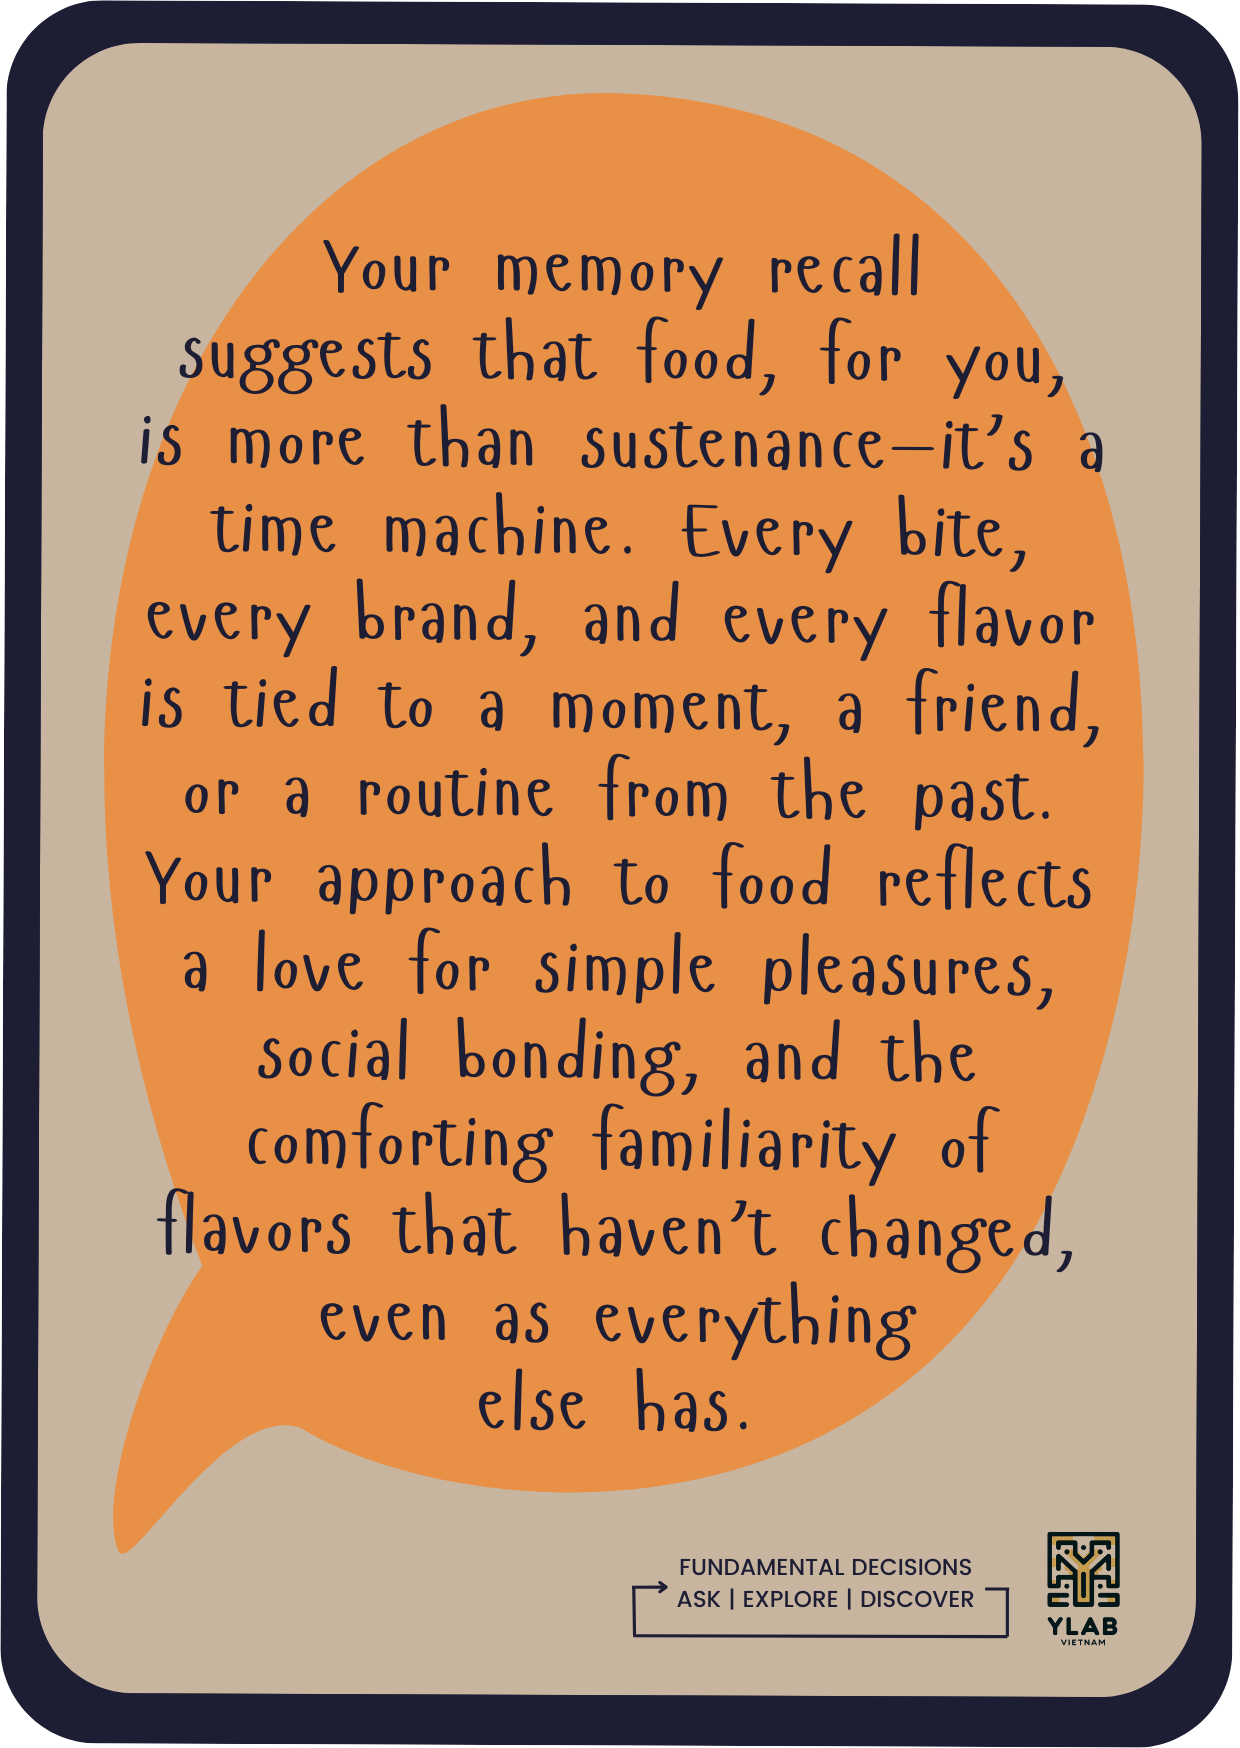 Your memory recall
suggests that food, for you,
is more than sustenance—it’s a
time machine. Every bite,
every brand, and every flavor
is tied to a moment, a friend,
or a routine from the past.
Your approach to food reflects
a love for simple pleasures,
social bonding, and the
comforting familiarity of
flavors that haven’t changed,
even as everything
else has.
FUNDAMENTAL DECISIONS
ASK | EXPLORE | DISCOVER
YLAB
VIETNAM